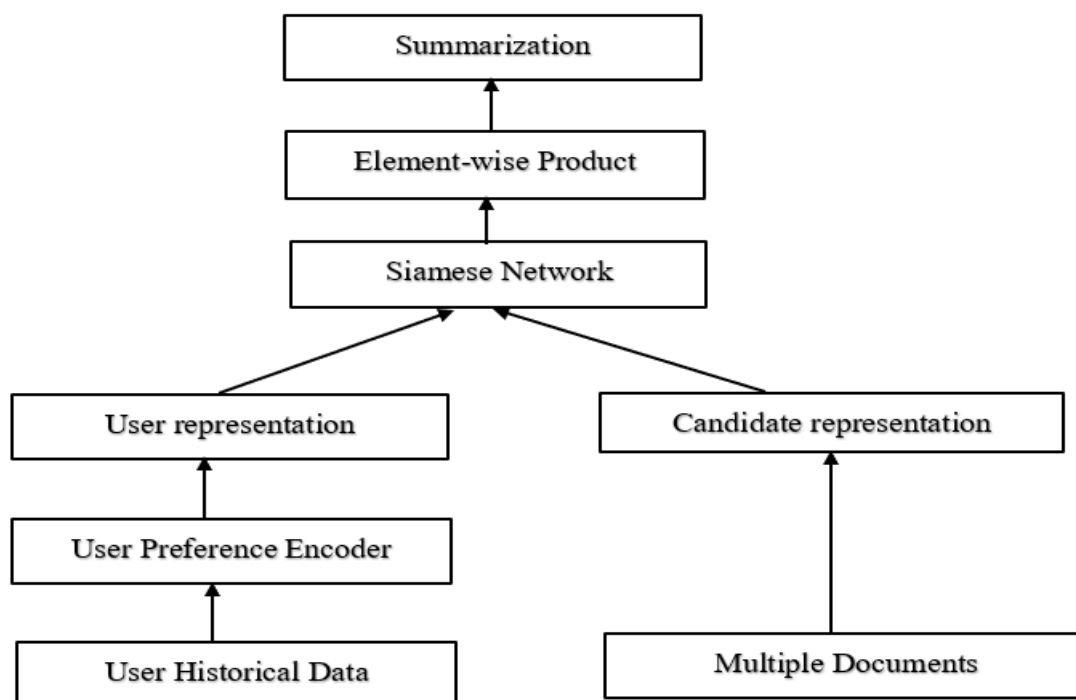 Summarization
Element-wise Product
Siamese Network
User representation
Candidate representation
User Preference Encoder
User Historical Data
Multiple Documents